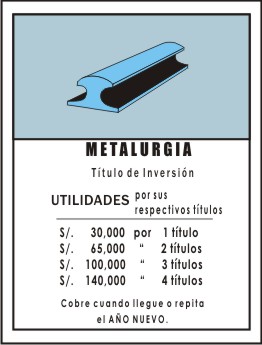 METALURGIA
Título de Inversión
UTILIDADES por sus
respectivos títulos
S/. 30,000 por 1 título
S/. 65,000 " 2 títulos
S/. 100,000 " 3 títulos
S/. 140,000 " 4 títulos
Cobre cuando llegue o repita
el AÑO NUEVO.